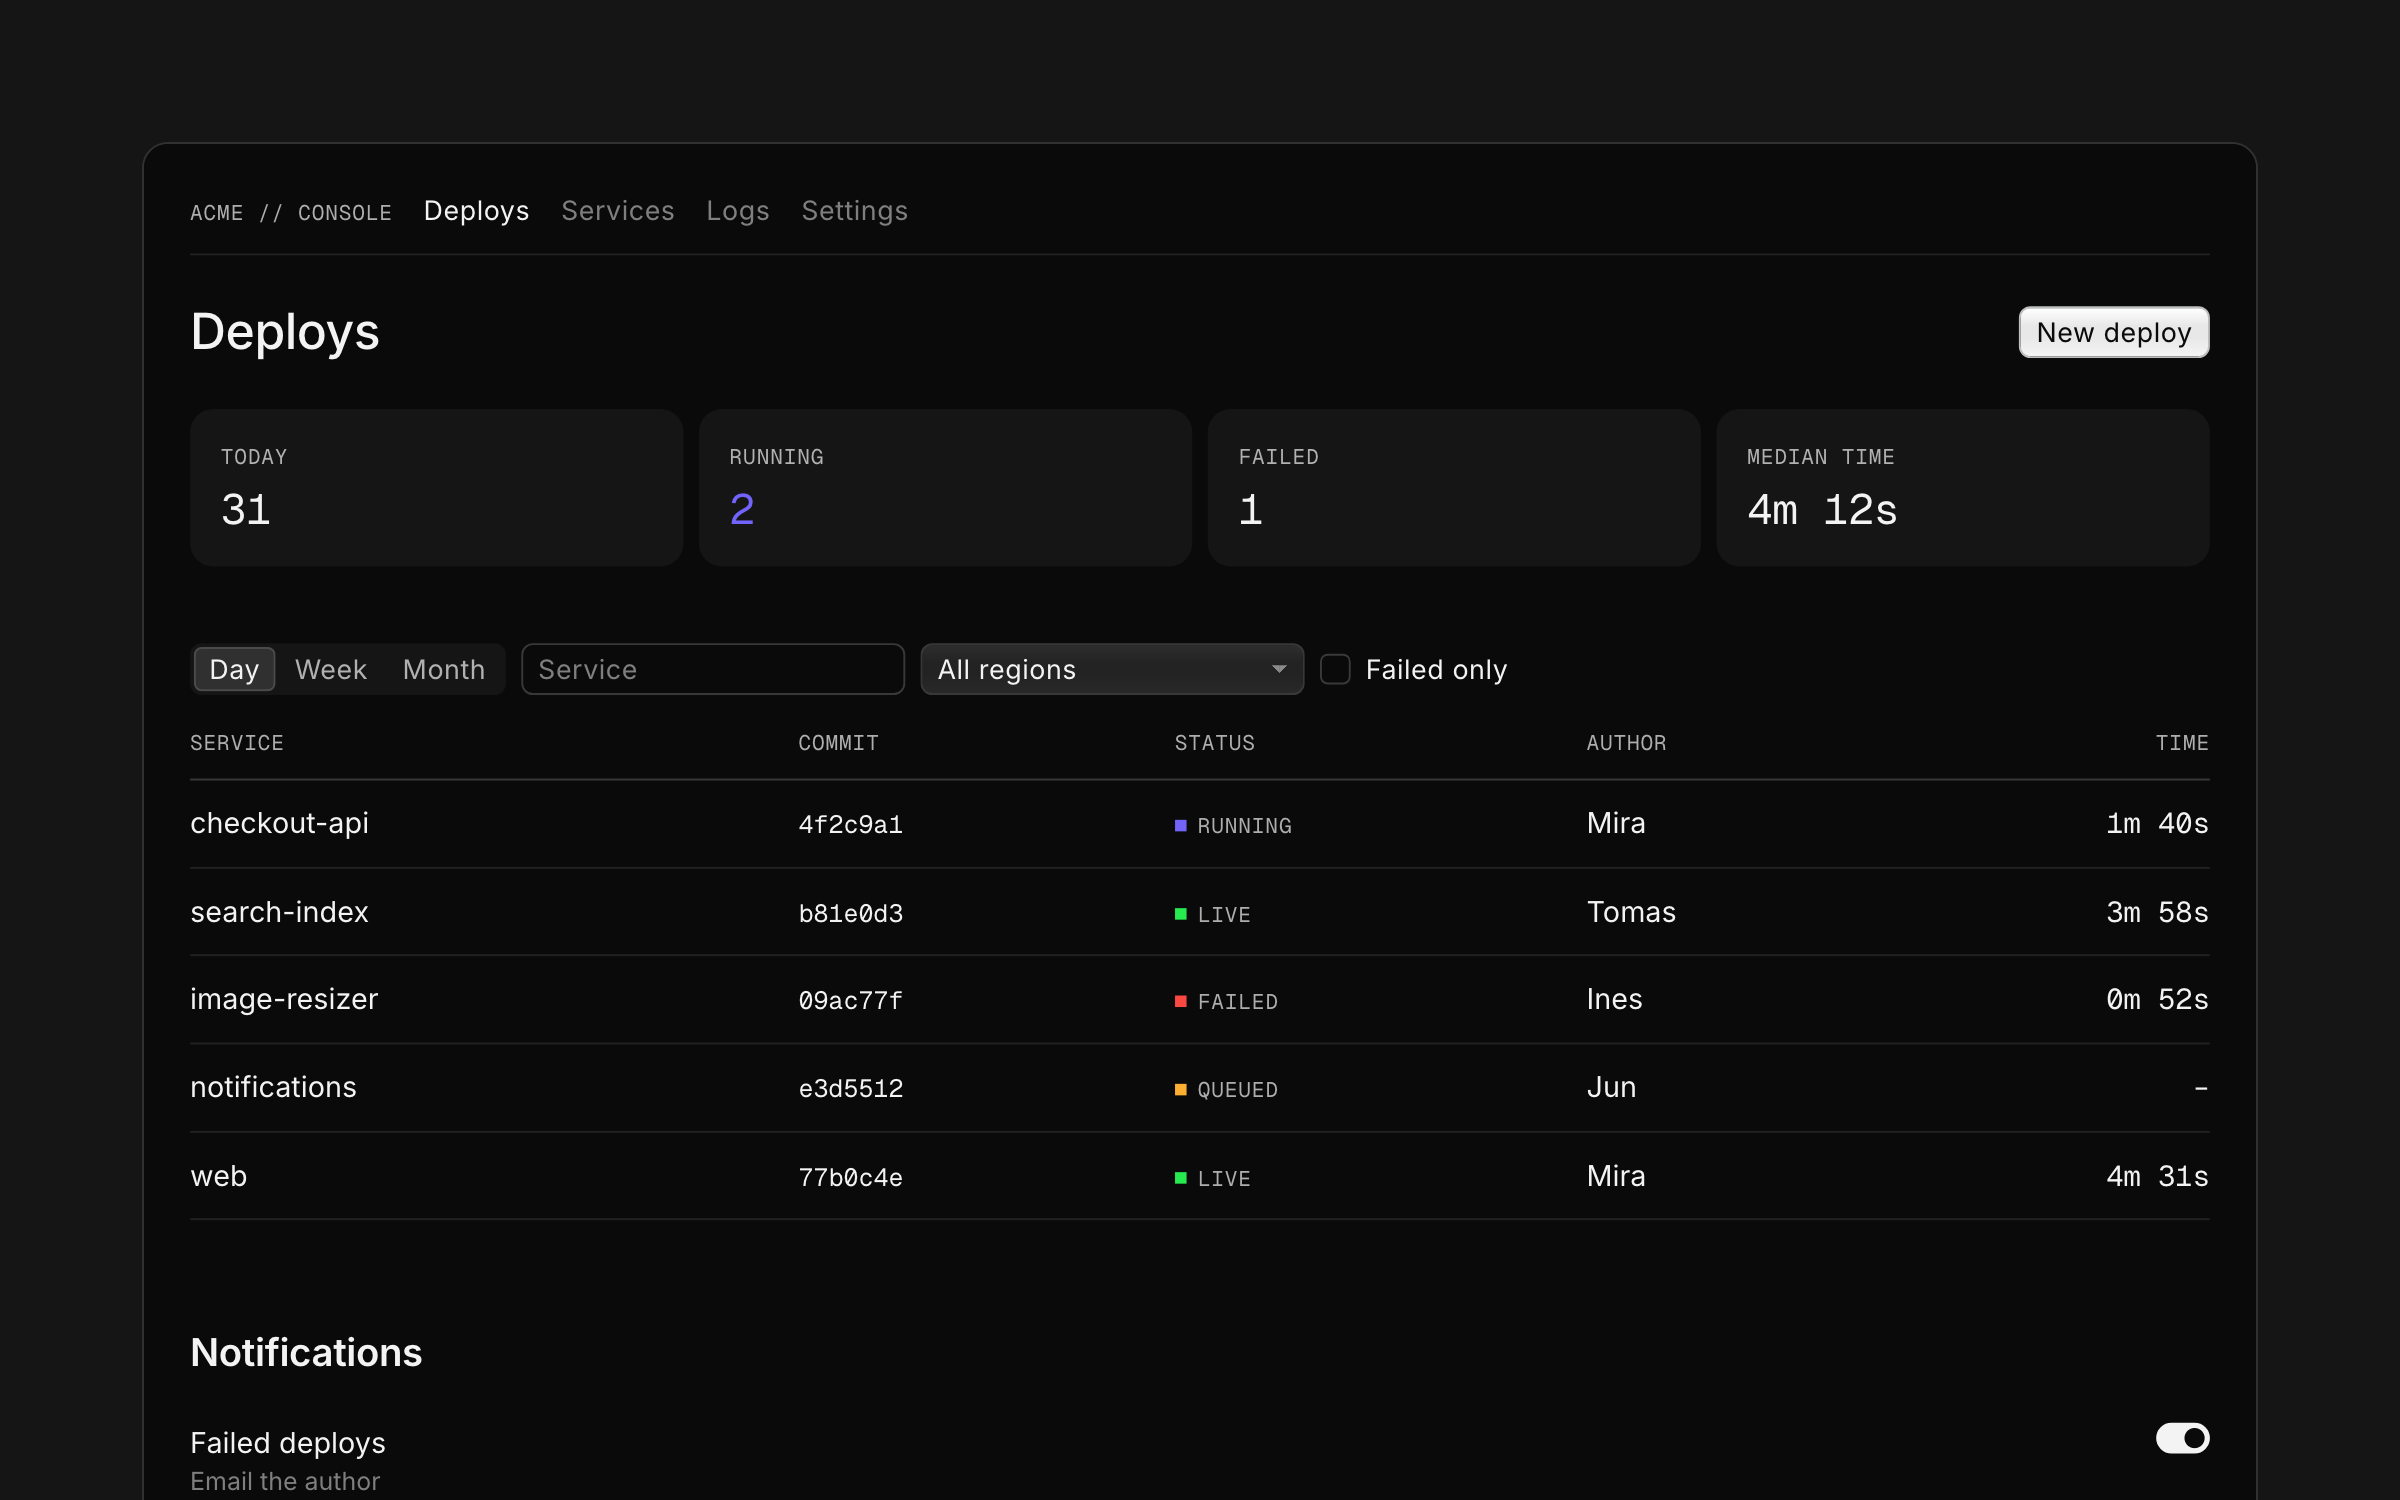 ACME // CONSOLE Deploys Services Logs Settings
Deploys New deploy
TODAY RUNNING FAILED MEDIAN TIME
31 2 1 4m 12s
Day Week Month Service All regions Failed only
SERVICE COMMIT STATUS AUTHOR TIME
checkout-api 4f2c9a1 RUNNING Mira 1m 40s
search-index b81e0d3 LIVE Tomas 3m 58s
image-resizer 09ac77f FAILED Ines 0m 52s
notifications e3d5512 QUEUED Jun –
web 77b0c4e LIVE Mira 4m 31s
Notifications
Failed deploys
Email the author